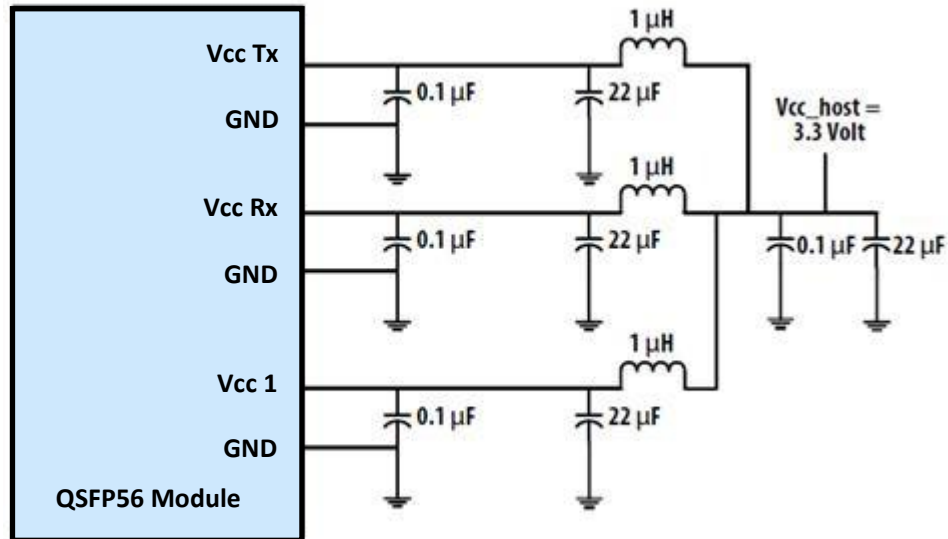 1 μH
Vcc Tx
0.1 μF
22 μF
GND
Vcc_host =
3.3 Volt
1 μH
Vcc Rx
0.1 μF
22 μF
0.1 μF
22 μF
GND
1 μH
Vcc 1
0.1 μF
22 μF
GND
QSFP56 Module